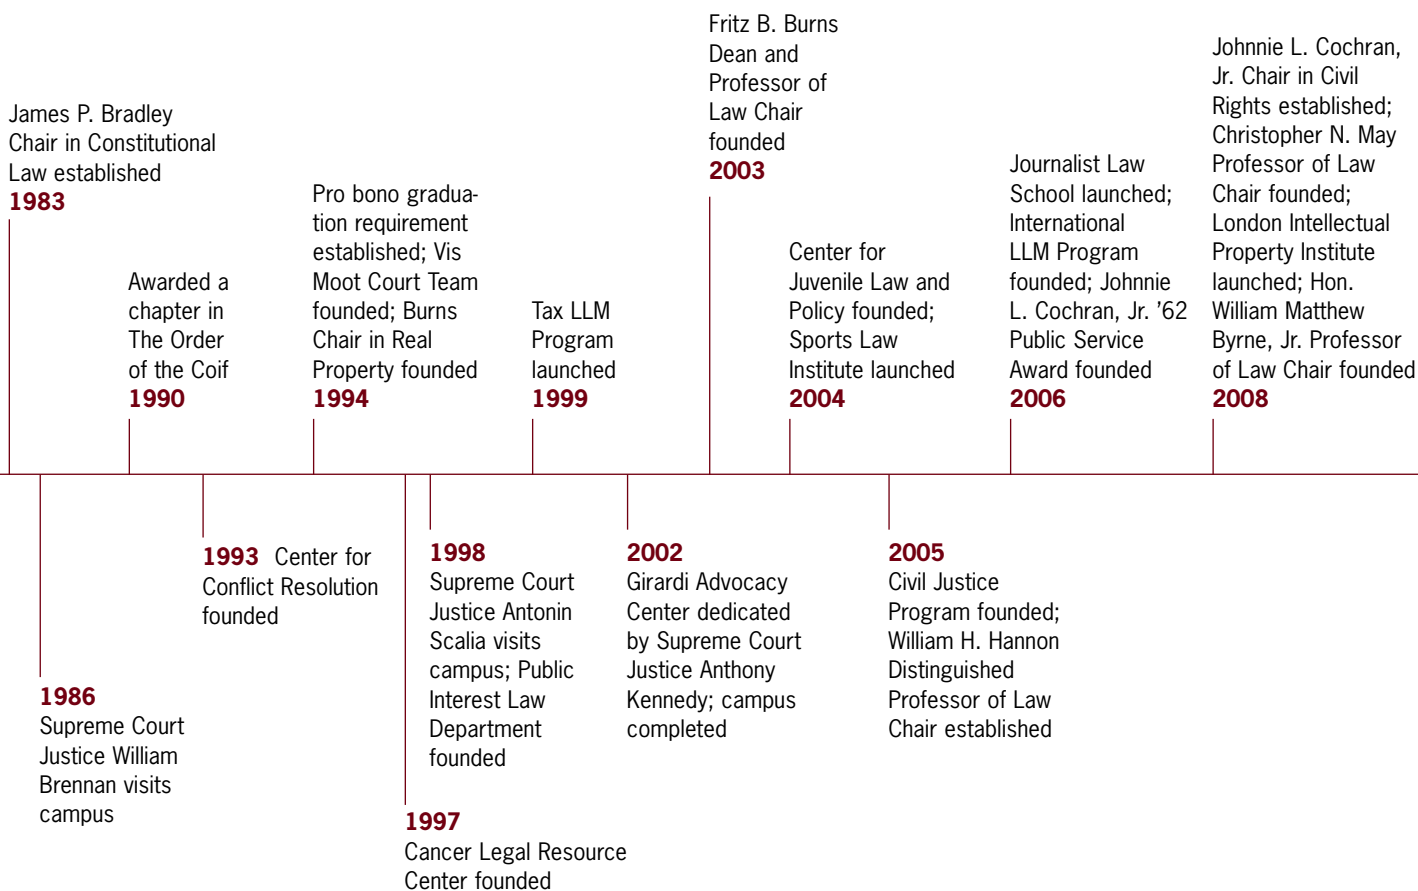 James P. Bradley
Chair in Constitutional
Law established
1983
Awarded a
chapter in
The Order
of the Coif
1990
Pro bono gradua-
tion requirement
established; Vis
Moot Court Team
founded; Burns
Chair in Real
Property founded
1994
Tax LLM
Program
launched
1999
Fritz B. Burns
Dean and
Professor of
Law Chair
founded
2003
Center for
Juvenile Law and
Policy founded;
Sports Law
Institute launched
2004
Journalist Law
School launched;
International
LLM Program
founded; Johnnie
L. Cochran, Jr. ’62
Public Service
Award founded
2006
Johnnie L. Cochran,
Jr. Chair in Civil
Rights established;
Christopher N. May
Professor of Law
Chair founded;
London Intellectual
Property Institute
launched; Hon.
William Matthew
Byrne, Jr. Professor
of Law Chair founded
2008
1986
Supreme Court
Justice William
Brennan visits
campus
1993 Center for
Conflict Resolution
founded
1997
Cancer Legal Resource
Center founded
1998
Supreme Court
Justice Antonin
Scalia visits
campus; Public
Interest Law
Department
founded
2002
Girardi Advocacy
Center dedicated
by Supreme Court
Justice Anthony
Kennedy; campus
completed
2005
Civil Justice
Program founded;
William H. Hannon
Distinguished
Professor of Law
Chair established